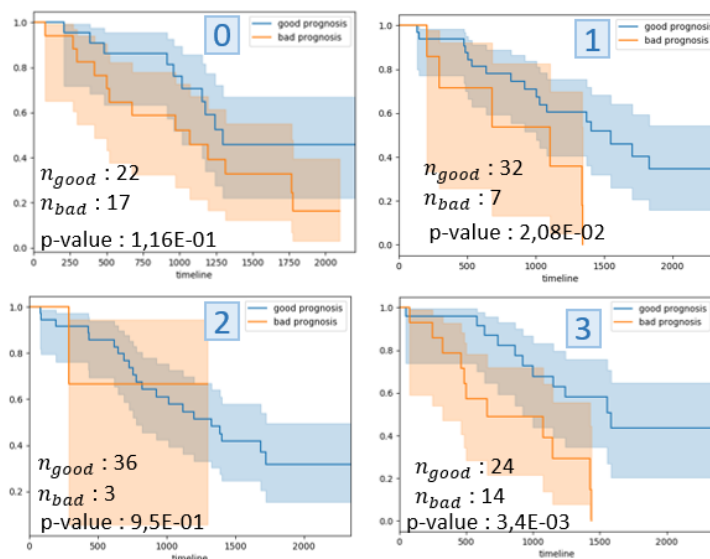 0
good prognosis
bad prognosis
1.0
0.8
0.6
0.4
0.2
0.0
n_good : 22
n_bad : 17
p-value : 1,16E-01
0 250 500 750 1000 1250 1500 1750 2000
timeline
1
good prognosis
bad prognosis
1.0
0.8
0.6
0.4
0.2
0.0
n_good : 32
n_bad : 7
p-value : 2,08E-02
0 500 1000 1500 2000
timeline
2
good prognosis
bad prognosis
1.0
0.8
0.6
0.4
0.2
n_good : 36
n_bad : 3
p-value : 9,5E-01
0 500 1000 1500 2000
timeline
3
good prognosis
bad prognosis
1.0
0.8
0.6
0.4
0.2
0.0
n_good : 24
n_bad : 14
p-value : 3,4E-03
0 500 1000 1500 2000
timeline